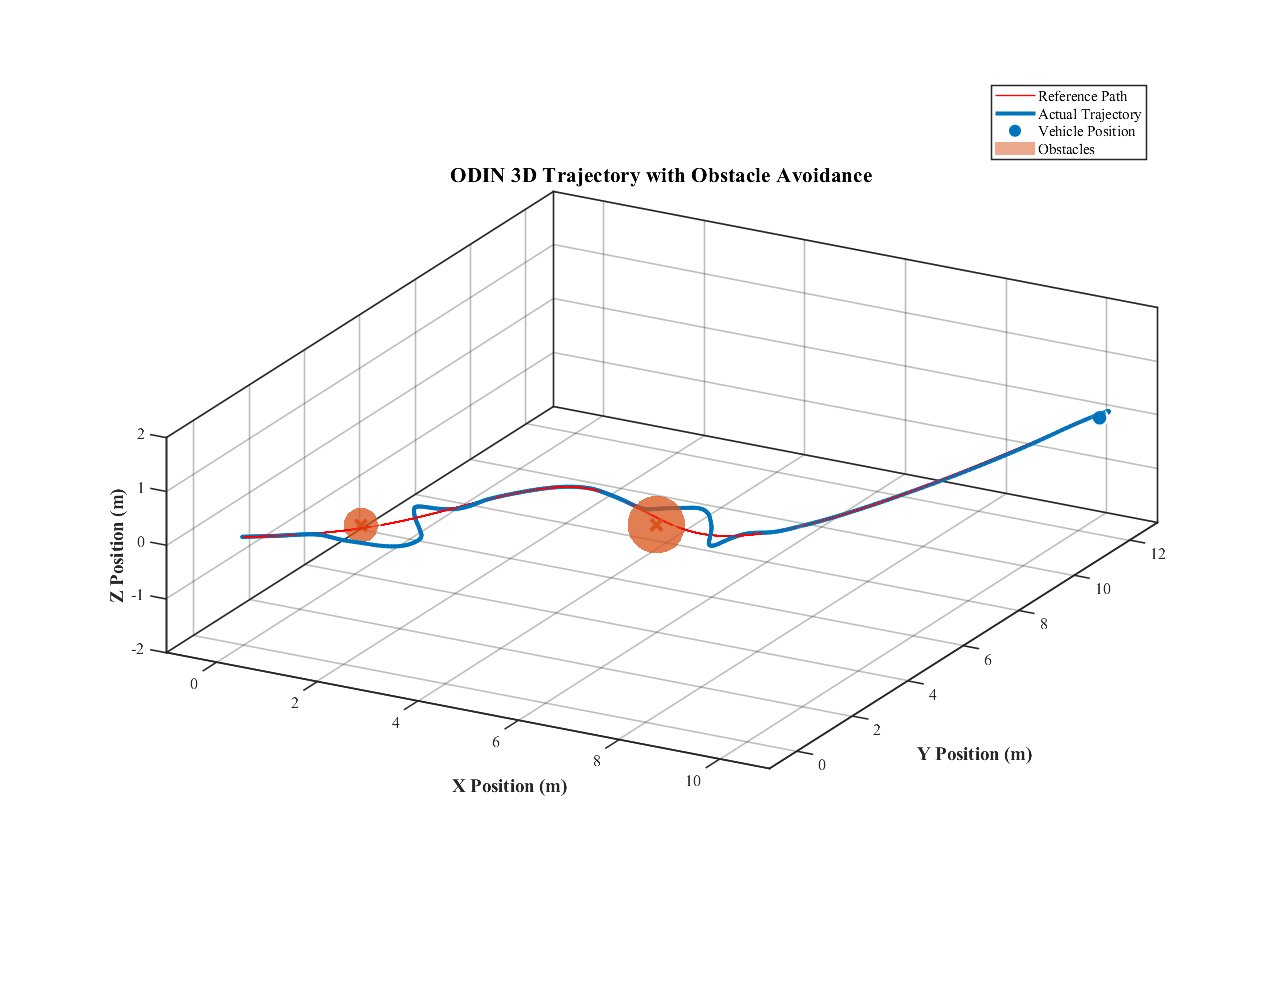 Reference Path
Actual Trajectory
Vehicle Position
Obstacles
ODIN 3D Trajectory with Obstacle Avoidance
Z Position (m)
2
1
0
-1
-2
0
2
4
6
8
10
X Position (m)
0
2
4
6
8
10
12
Y Position (m)